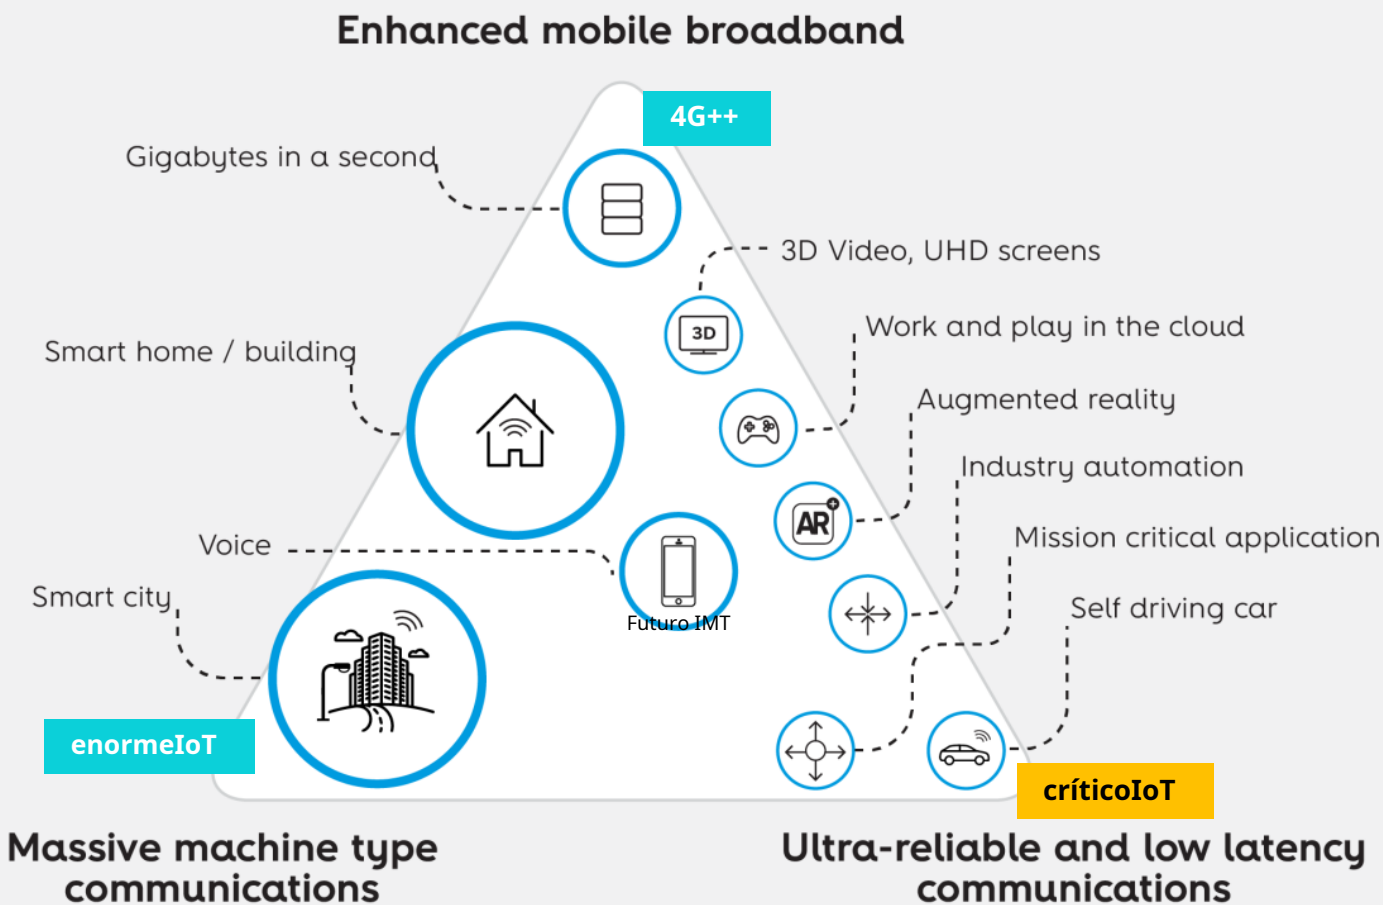 Enhanced mobile broadband
4G++
Gigabytes in a second
3D Video, UHD screens
3D
Work and play in the cloud
Smart home / building
Augmented reality
Industry automation
AR
Voice
Mission critical application
Smart city
Futuro IMT
Self driving car
enormeIoT
críticoIoT
Massive machine type
communications
Ultra-reliable and low latency
communications